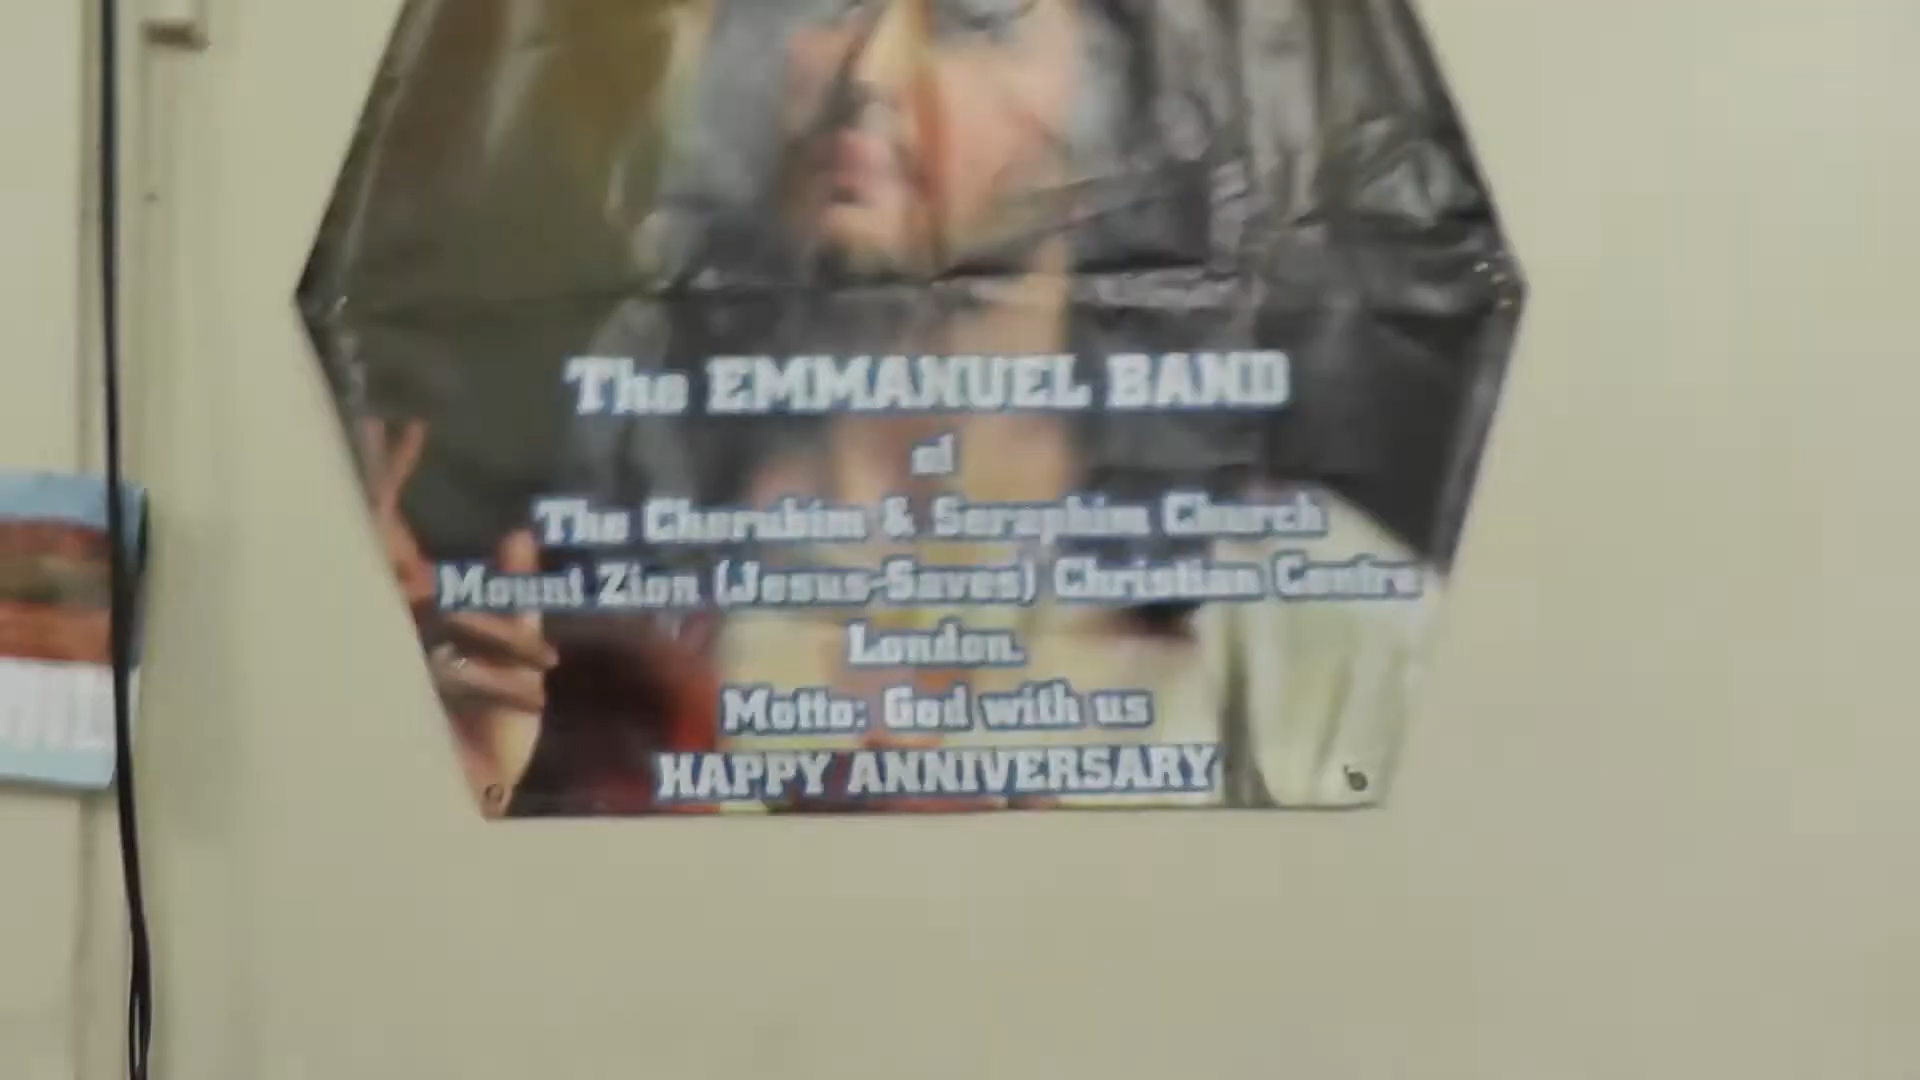 The EMMANUEL BAND
of
The Cherubim & Seraphim Church
Mount Zion (Jesus-Saves) Christian Centre
London.
Motto: God with us
HAPPY ANNIVERSARY